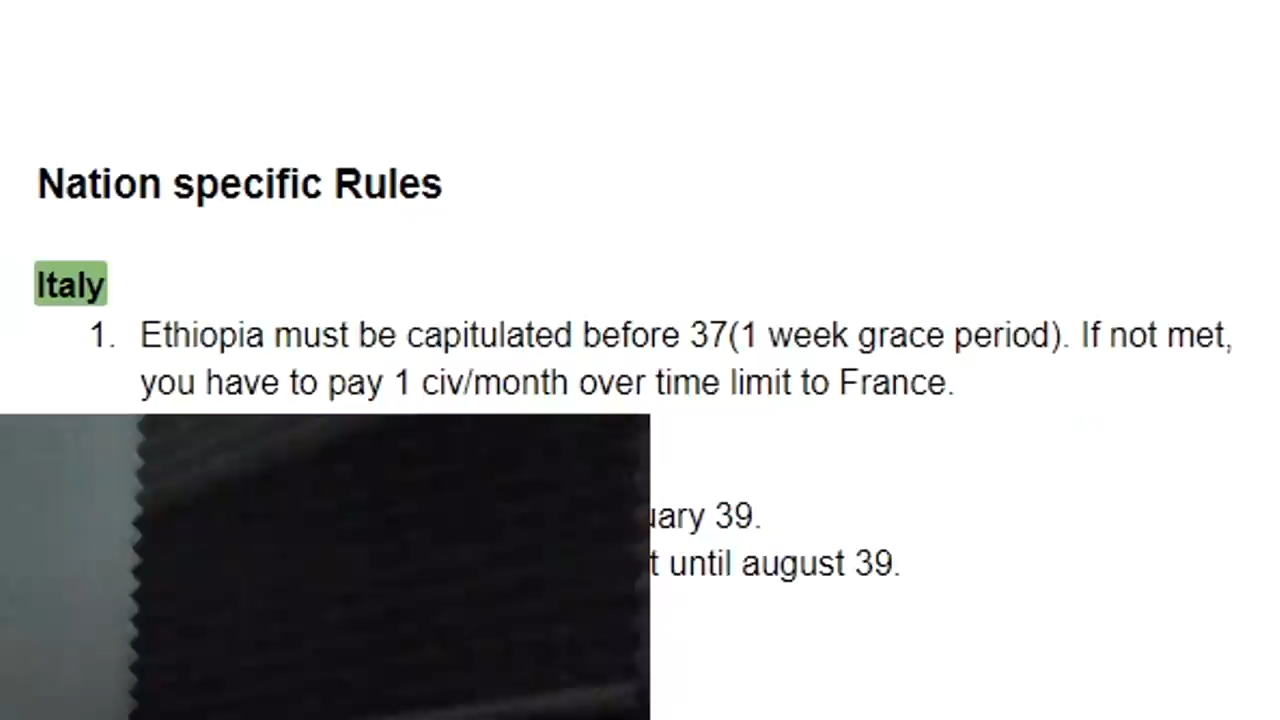 Nation specific Rules
Italy
1. Ethiopia must be capitulated before 37(1 week grace period). If not met,
you have to pay 1 civ/month over time limit to France.
39.
until august 39.